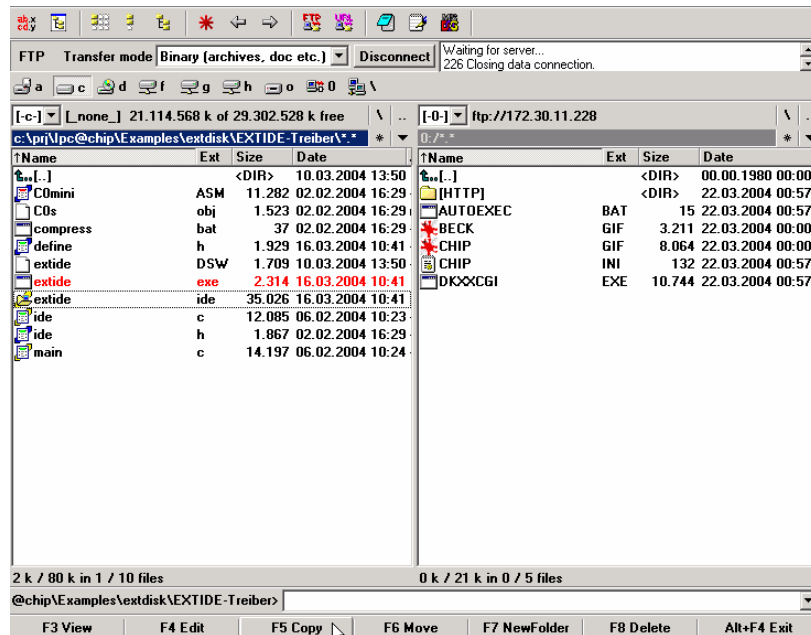 ab.x
cd.y
FTP
URL
FTP Transfer mode Binary (archives, doc etc.) Disconnect Waiting for server...
226 Closing data connection.
a c d f g h o 0 \
[-c-] [_none_] 21.114.568 k of 29.302.528 k free \ .. [-0-] ftp://172.30.11.228 \ .
c:\prj\Ipc@chip\Examples\extdisk\EXTIDE-Treiber\*.* * 0:/*.* *
↑Name Ext Size Date ↑Name Ext Size Date
[..] <DIR> 10.03.2004 13:50 [..] <DIR> 00.00.1980 00:00
C0mini ASM 11.282 02.02.2004 16:29 [HTTP] <DIR> 22.03.2004 00:57
C0s obj 1.523 02.02.2004 16:29 AUTOEXEC BAT 15 22.03.2004 00:57
compress bat 37 02.02.2004 16:29 BECK GIF 3.211 22.03.2004 00:00
define h 1.929 16.03.2004 10:41 CHIP GIF 8.064 22.03.2004 00:00
extide DSW 1.709 10.03.2004 13:50 CHIP INI 132 22.03.2004 00:57
extide exe 2.314 16.03.2004 10:41 DKXXCGI EXE 10.744 22.03.2004 00:57
extide ide 35.026 16.03.2004 10:41
ide c 12.085 06.02.2004 10:23
ide h 1.867 02.02.2004 16:29
main c 14.197 06.02.2004 10:24
2 k / 80 k in 1 / 10 files 0 k / 21 k in 0 / 5 files
@chip\Examples\extdisk\EXTIDE-Treiber>
F3 View F4 Edit F5 Copy F6 Move F7 NewFolder F8 Delete Alt+F4 Exit